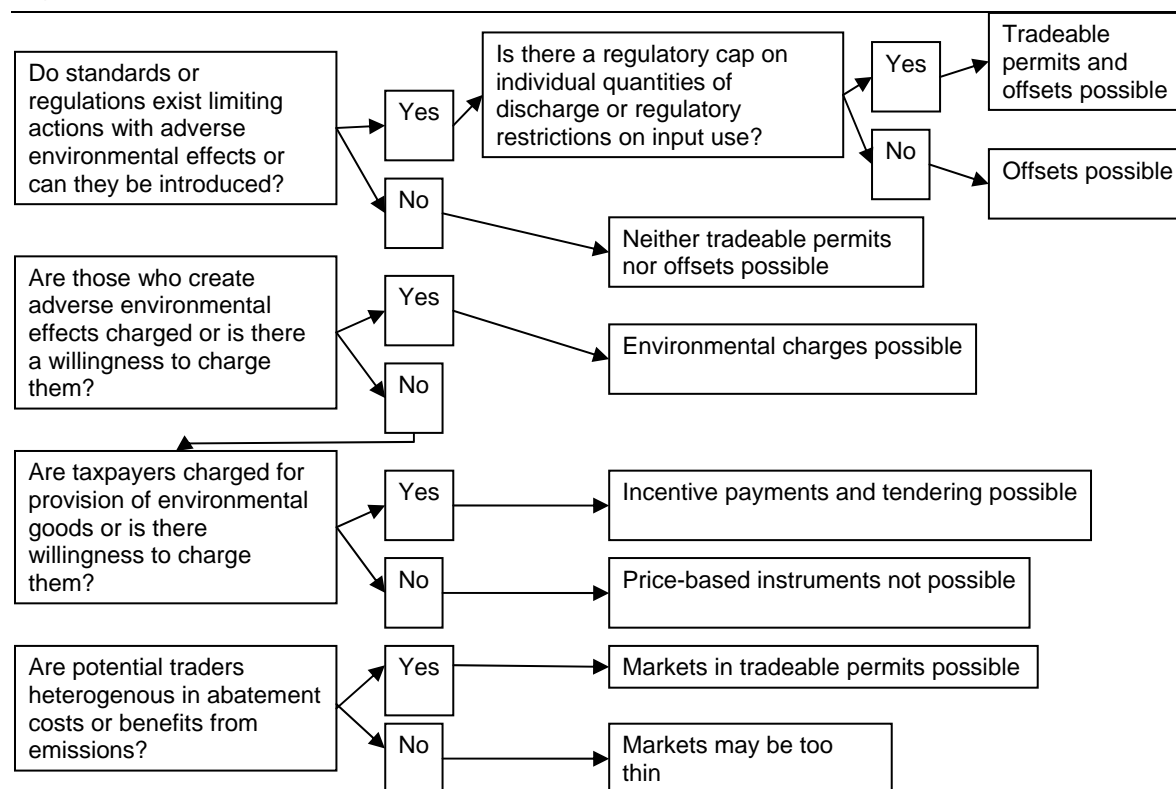 Do standards or
regulations exist limiting
actions with adverse
environmental effects or
can they be introduced?
Yes
Is there a regulatory cap on
individual quantities of
discharge or regulatory
restrictions on input use?
Yes
Tradeable
permits and
offsets possible
No
Offsets possible
No
Neither tradeable permits
nor offsets possible
Are those who create
adverse environmental
effects charged or is there
a willingness to charge
them?
Yes
Environmental charges possible
No
Are taxpayers charged for
provision of environmental
goods or is there
willingness to charge
them?
Yes
Incentive payments and tendering possible
No
Price-based instruments not possible
Are potential traders
heterogenous in abatement
costs or benefits from
emissions?
Yes
Markets in tradeable permits possible
No
Markets may be too
thin